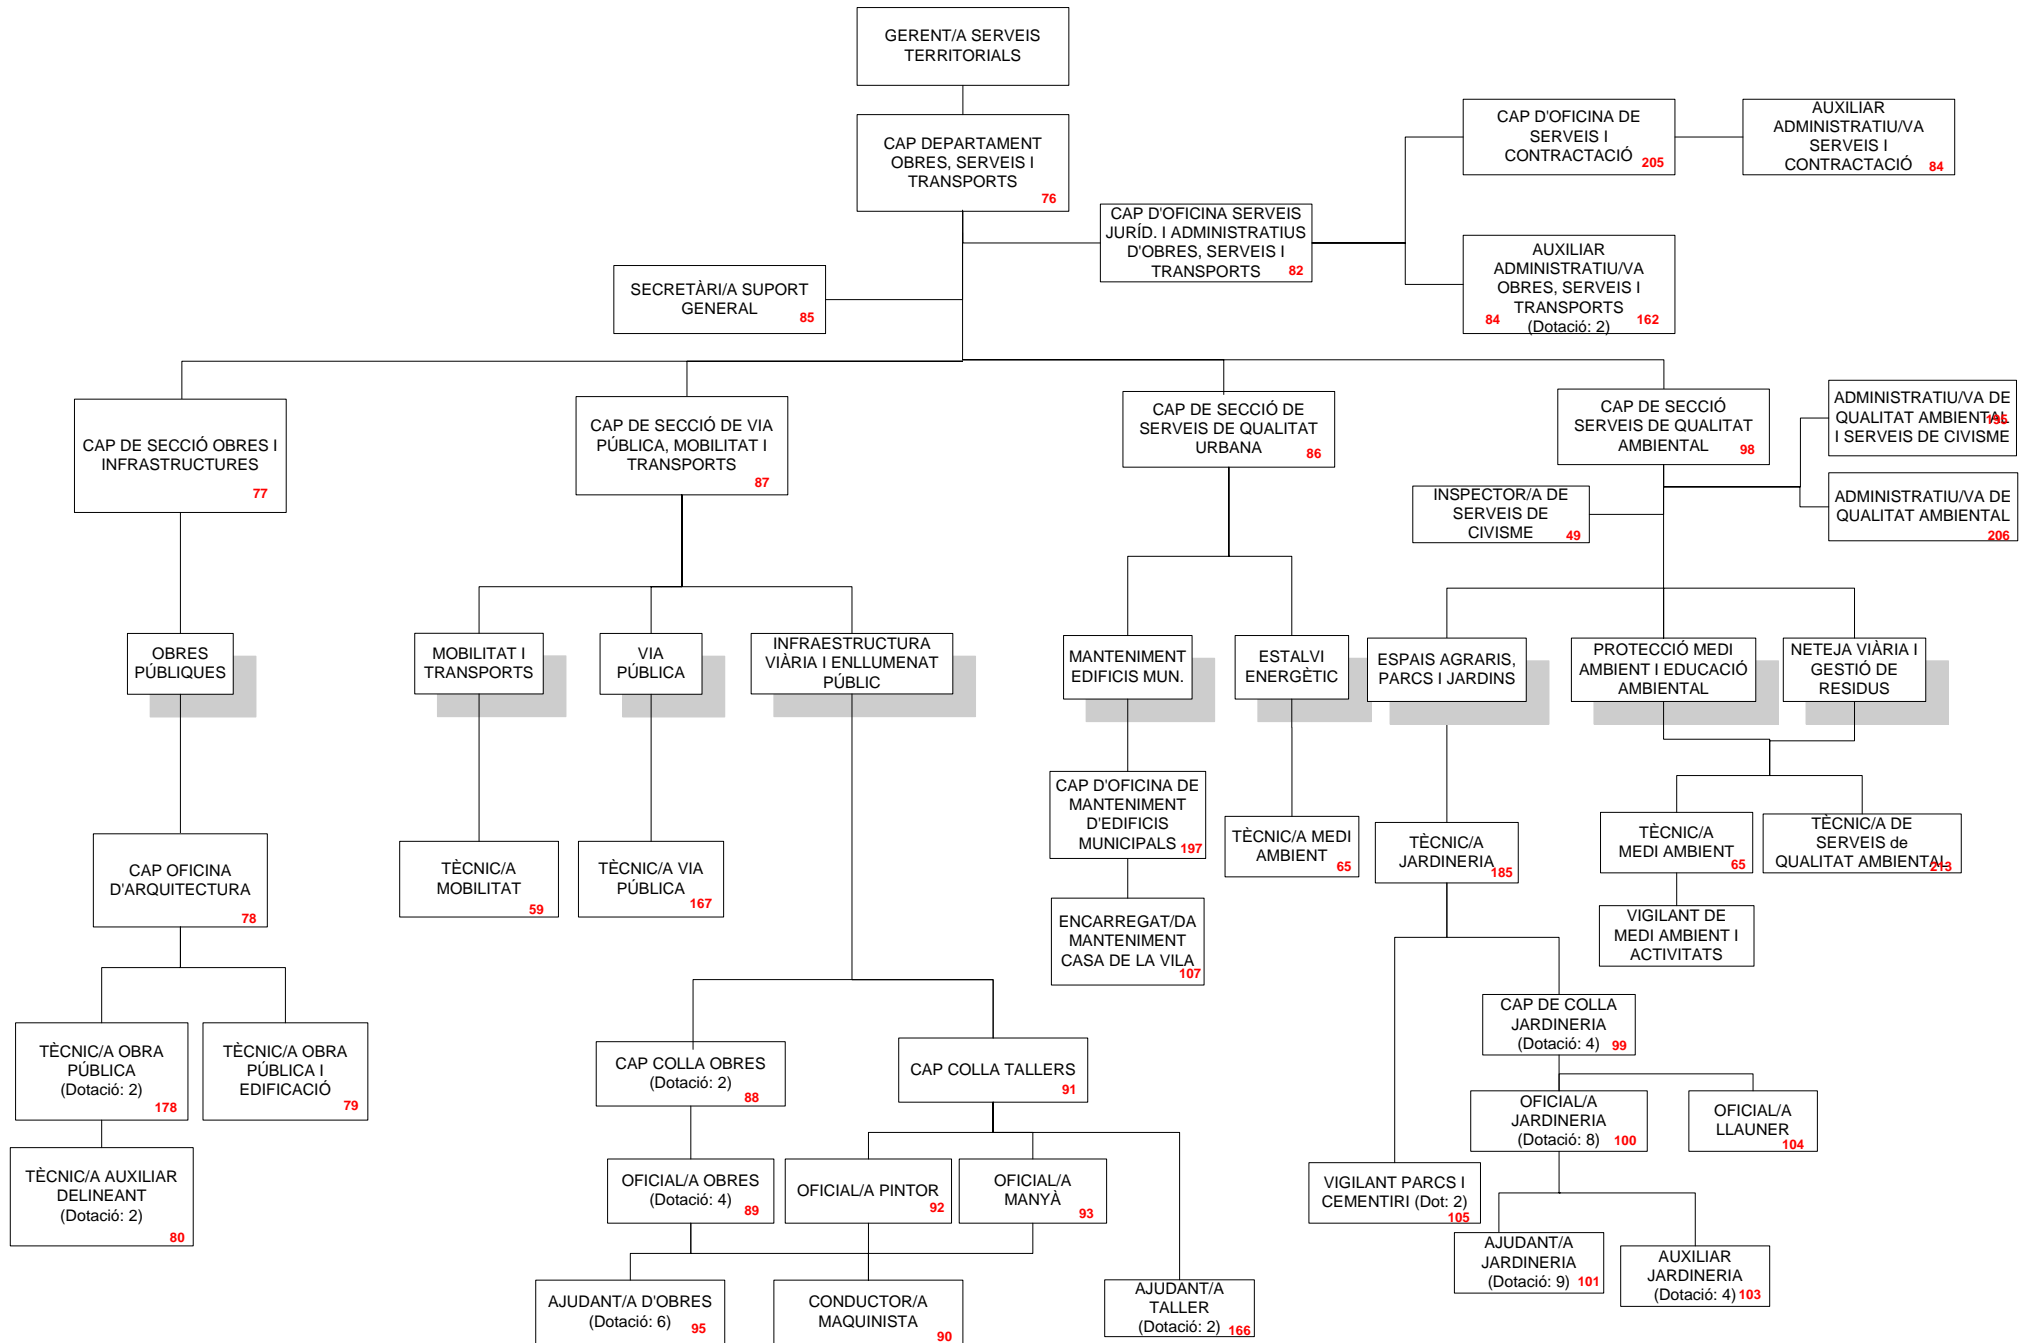 GERENT/A SERVEIS
TERRITORIALS
CAP DEPARTAMENT
OBRES, SERVEIS I
TRANSPORTS
76
CAP D'OFICINA DE
SERVEIS I
CONTRACTACIÓ
205
AUXILIAR
ADMINISTRATIU/VA
SERVEIS I
CONTRACTACIÓ
84
CAP D'OFICINA SERVEIS
JURÍD. I ADMINISTRATIUS
D'OBRES, SERVEIS I
TRANSPORTS
82
AUXILIAR
ADMINISTRATIU/VA
OBRES, SERVEIS I
TRANSPORTS
84 (Dotació: 2) 162
SECRETÀRI/A SUPORT
GENERAL
85
CAP DE SECCIÓ OBRES I
INFRASTRUCTURES
77
CAP DE SECCIÓ DE VIA
PÚBLICA, MOBILITAT I
TRANSPORTS
87
CAP DE SECCIÓ DE
SERVEIS DE QUALITAT
URBANA
86
CAP DE SECCIÓ
SERVEIS DE QUALITAT
AMBIENTAL
98
ADMINISTRATIU/VA DE
QUALITAT AMBIENTAL
I SERVEIS DE CIVISME
ADMINISTRATIU/VA DE
QUALITAT AMBIENTAL
206
INSPECTOR/A DE
SERVEIS DE
CIVISME
49
OBRES
PÚBLIQUES
MOBILITAT I
TRANSPORTS
VIA
PÚBLICA
INFRAESTRUCTURA
VIÀRIA I ENLLUMENAT
PÚBLIC
MANTENIMENT
EDIFICIS MUN.
ESTALVI
ENERGÈTIC
ESPAIS AGRARIS,
PARCS I JARDINS
PROTECCIÓ MEDI
AMBIENT I EDUCACIÓ
AMBIENTAL
NETEJA VIÀRIA I
GESTIÓ DE
RESIDUS
CAP OFICINA
D'ARQUITECTURA
78
TÈCNIC/A
MOBILITAT
59
TÈCNIC/A VIA
PÚBLICA
167
CAP D'OFICINA DE
MANTENIMENT
D'EDIFICIS
MUNICIPALS
197
TÈCNIC/A MEDI
AMBIENT
65
TÈCNIC/A
JARDINERIA
185
TÈCNIC/A
MEDI AMBIENT
65
TÈCNIC/A DE
SERVEIS de
QUALITAT AMBIENTAL
213
ENCARREGAT/DA
MANTENIMENT
CASA DE LA VILA
107
VIGILANT DE
MEDI AMBIENT I
ACTIVITATS
TÈCNIC/A OBRA
PÚBLICA
(Dotació: 2)
178
TÈCNIC/A OBRA
PÚBLICA I
EDIFICACIÓ
79
CAP COLLA OBRES
(Dotació: 2)
88
CAP COLLA TALLERS
91
CAP DE COLLA
JARDINERIA
(Dotació: 4)
99
OFICIAL/A
JARDINERIA
(Dotació: 8)
100
OFICIAL/A
LLAUNER
104
TÈCNIC/A AUXILIAR
DELINEANT
(Dotació: 2)
80
OFICIAL/A OBRES
(Dotació: 4)
89
OFICIAL/A PINTOR
92
OFICIAL/A
MANYÀ
93
VIGILANT PARCS I
CEMENTIRI (Dot: 2)
105
AJUDANT/A
JARDINERIA
(Dotació: 9)
101
AUXILIAR
JARDINERIA
(Dotació: 4)
103
AJUDANT/A D'OBRES
(Dotació: 6)
95
CONDUCTOR/A
MAQUINISTA
90
AJUDANT/A
TALLER
(Dotació: 2)
166